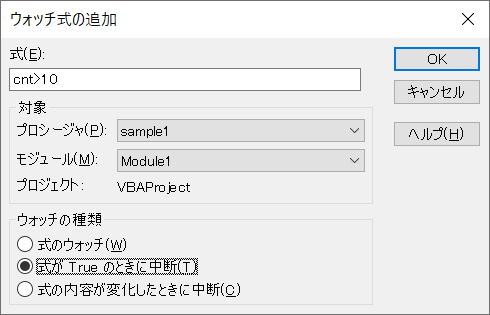 ウォッチ式の追加
式(E):
OK
cnt>10
キャンセル
対象
プロシージャ(P): sample1
ヘルプ(H)
モジュール(M): Module1
プロジェクト: VBAProject
ウォッチの種類
式のウォッチ(W)
式が True のときに中断(T)
式の内容が変化したときに中断(C)